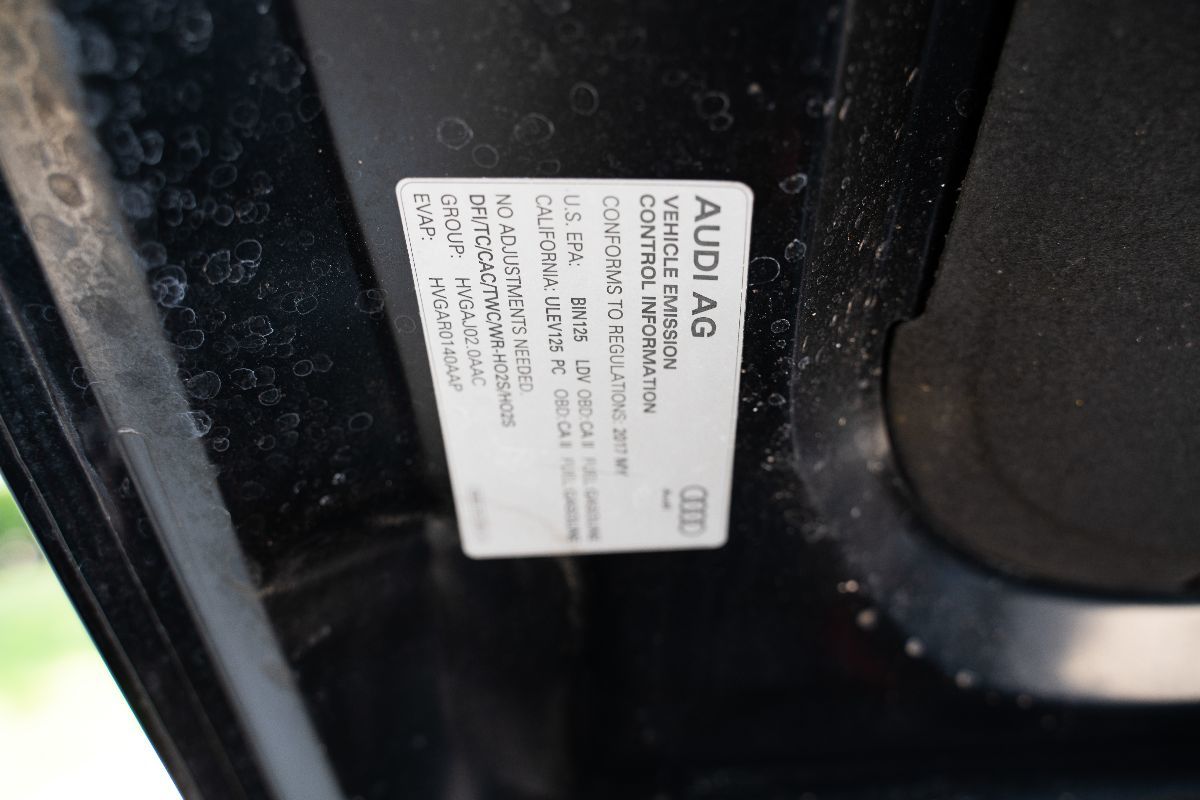 AUDI AG
VEHICLE EMISSION
CONTROL INFORMATION
CONFORMS TO REGULATIONS: 2017 MY
U.S. EPA: BIN125 LDV OBD:CA II FUEL:GASOLINE
CALIFORNIA: ULEV125 PC OBD:CA II FUEL:GASOLINE
NO ADJUSTMENTS NEEDED.
DFI/TC/CAC/TWC/WR-HO2S/HO2S
GROUP: HVGAJ02.0AAC
EVAP: HVGAR0140AAP
Audi